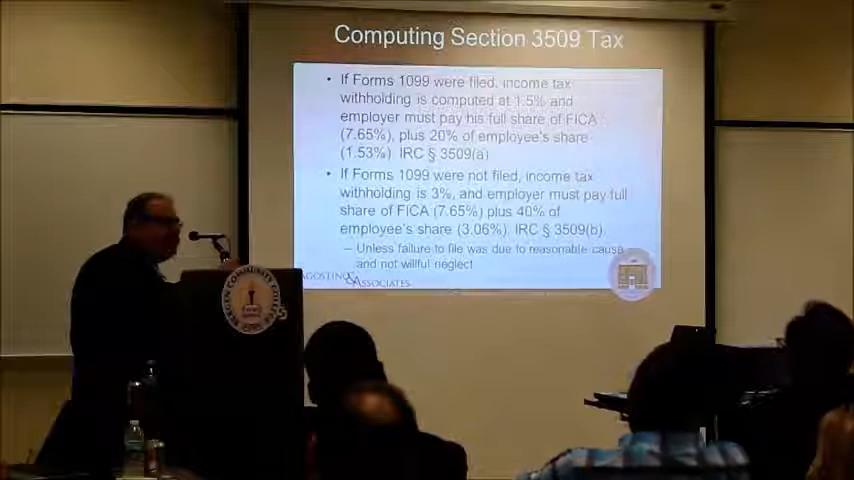 Computing Section 3509 Tax
• If Forms 1099 were filed, income tax
withholding is computed at 1.5% and
employer must pay his full share of FICA
(7.65%), plus 20% of employee's share
(1.53%). IRC § 3509(a)
• If Forms 1099 were not filed, income tax
withholding is 3%, and employer must pay full
share of FICA (7.65%) plus 40% of
employee's share (3.06%). IRC § 3509(b).
– Unless failure to file was due to reasonable cause
and not willful neglect
AGOSTINO & ASSOCIATES
BERGEN COMMUNITY COLLEGE